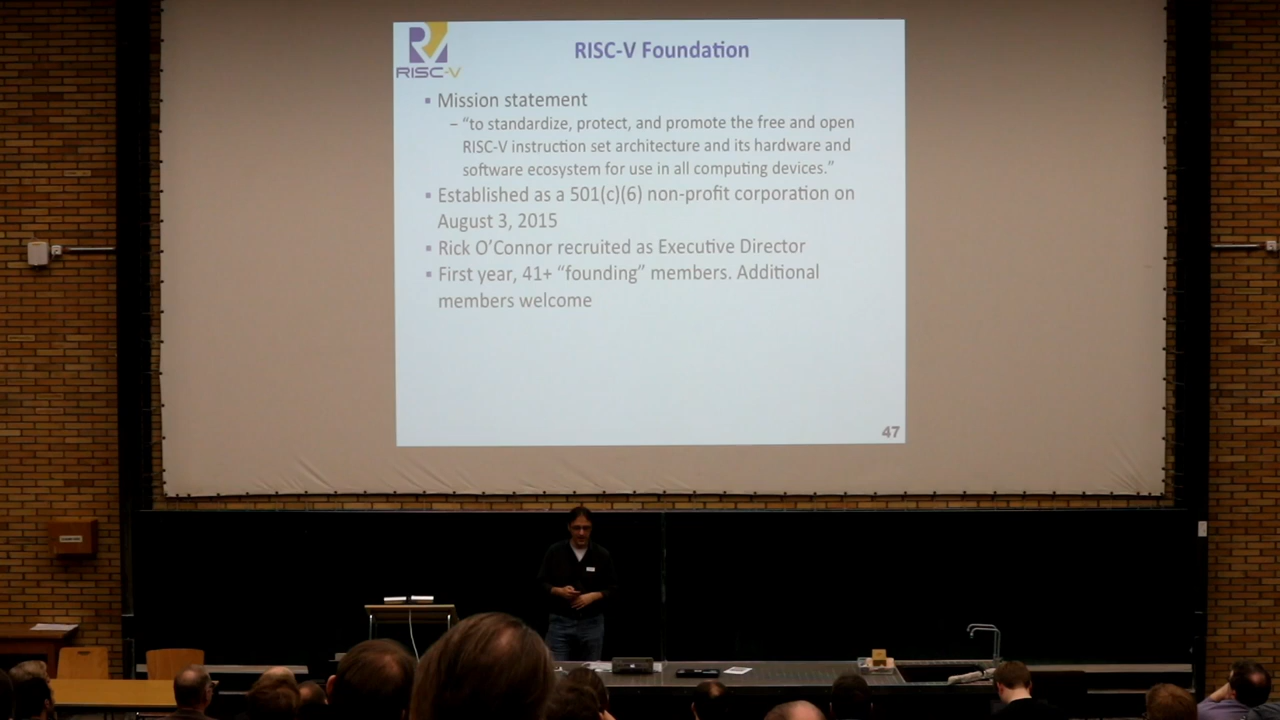 RISC-V
RISC-V Foundation
▪ Mission statement
– “to standardize, protect, and promote the free and open
RISC-V instruction set architecture and its hardware and
software ecosystem for use in all computing devices.”
▪ Established as a 501(c)(6) non-profit corporation on
August 3, 2015
▪ Rick O’Connor recruited as Executive Director
▪ First year, 41+ “founding” members. Additional
members welcome
47